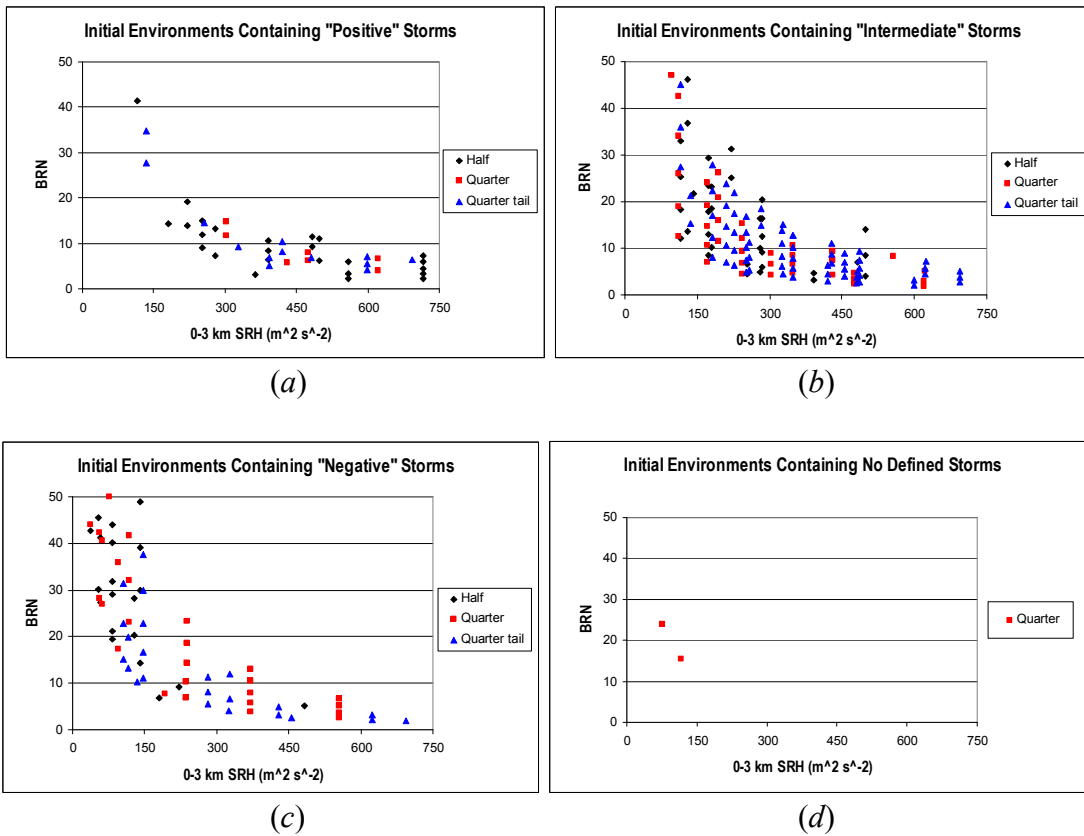 Initial Environments Containing "Positive" Storms
50
40
30
20
10
0
BRN
0 150 300 450 600 750
0-3 km SRH (m^2 s^-2)
Half
Quarter
Quarter tail
(a)
Initial Environments Containing "Intermediate" Storms
50
40
30
20
10
0
BRN
0 150 300 450 600 750
0-3 km SRH (m^2 s^-2)
Half
Quarter
Quarter tail
(b)
Initial Environments Containing "Negative" Storms
50
40
30
20
10
0
BRN
0 150 300 450 600 750
0-3 km SRH (m^2 s^-2)
Half
Quarter
Quarter tail
(c)
Initial Environments Containing No Defined Storms
50
40
30
20
10
0
BRN
0 150 300 450 600 750
0-3 km SRH (m^2 s^-2)
Quarter
(d)